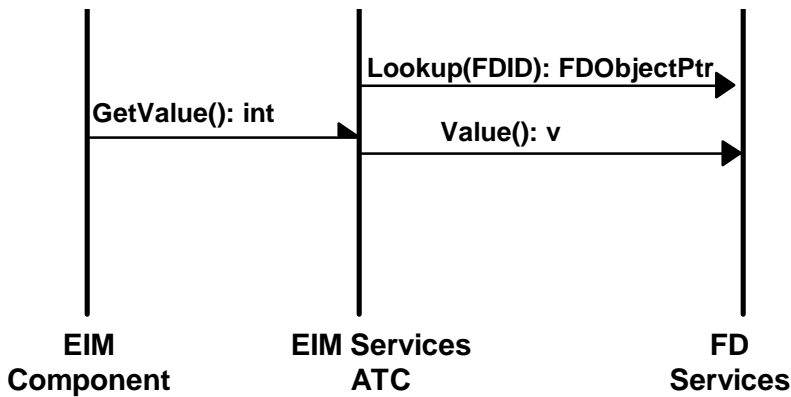 Lookup(FDID): FDObjectPtr
GetValue(): int
Value(): v
EIM
Component
EIM Services
ATC
FD
Services